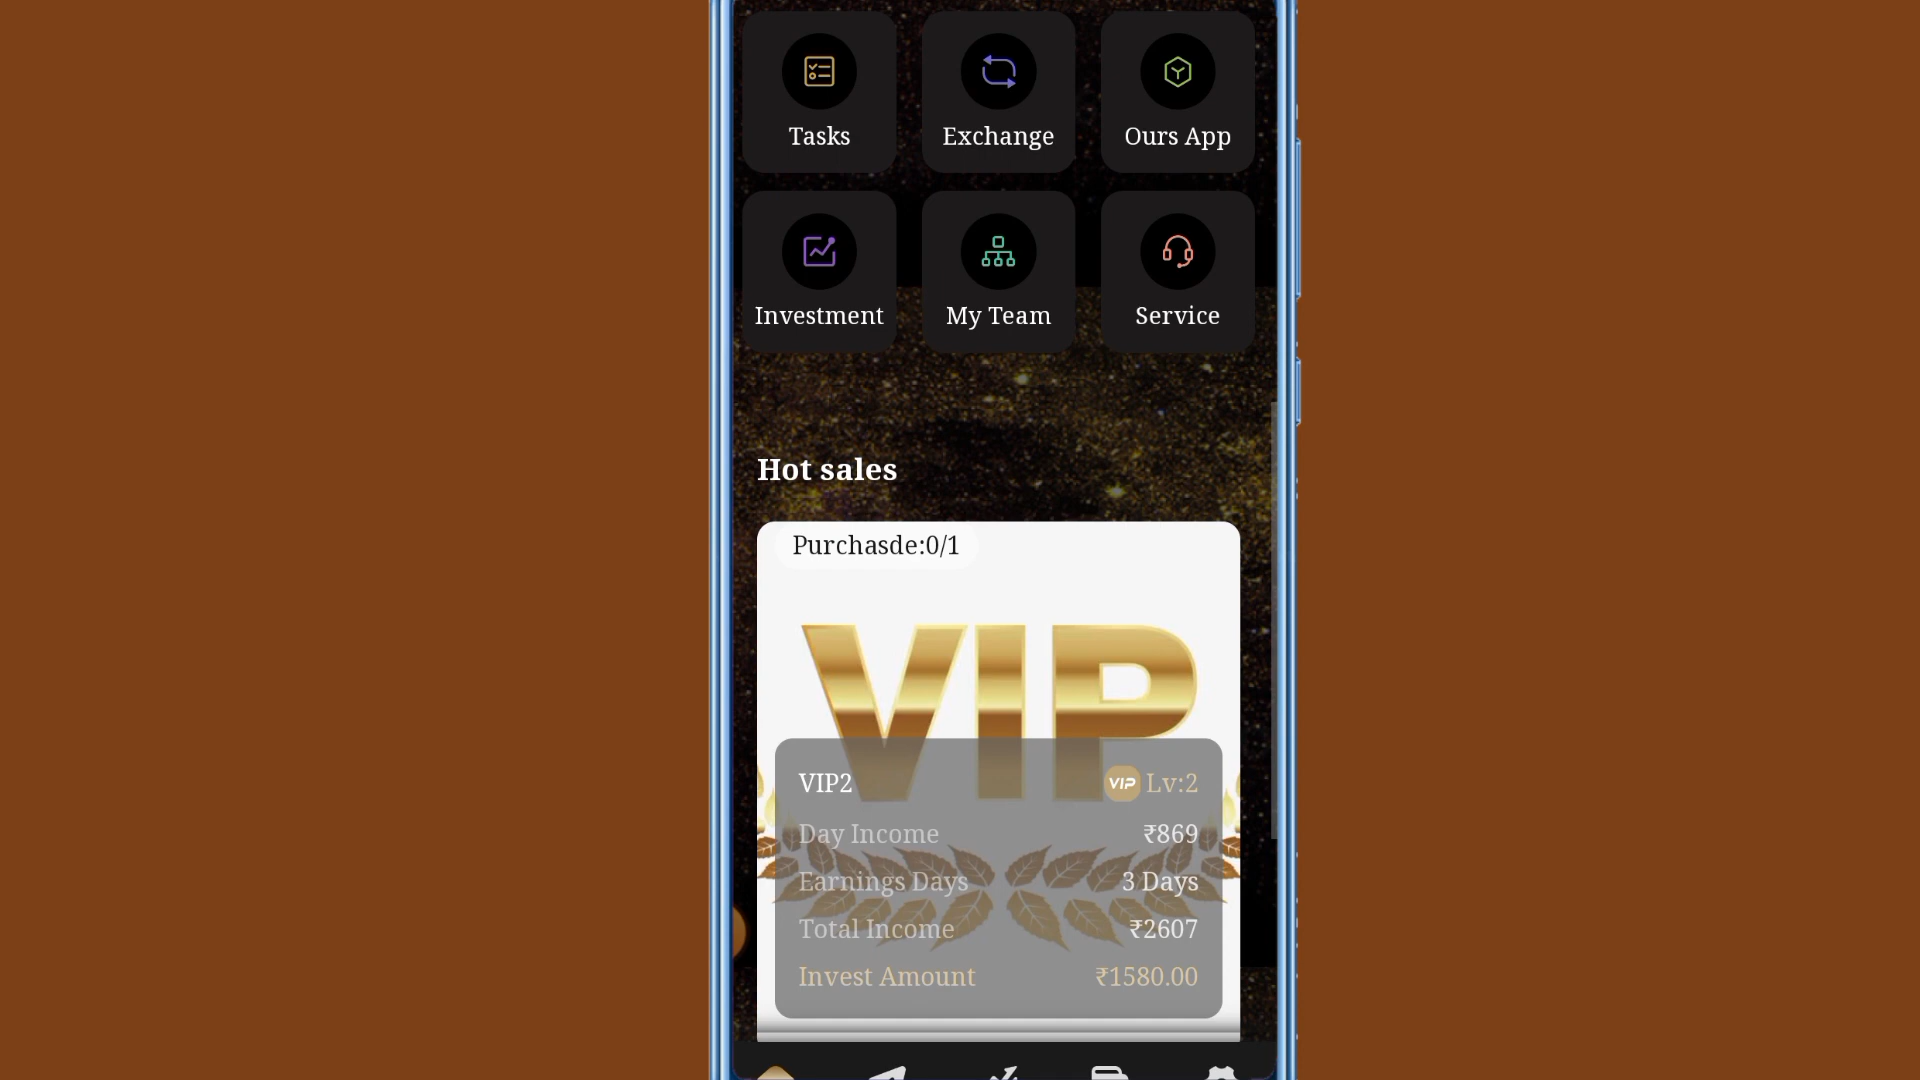 Tasks
Exchange
Ours App
Investment
My Team
Service
Hot sales
Purchasde:0/1
VIP
VIP2
VIP Lv:2
Day Income ₹869
Earnings Days 3 Days
Total Income ₹2607
Invest Amount ₹1580.00